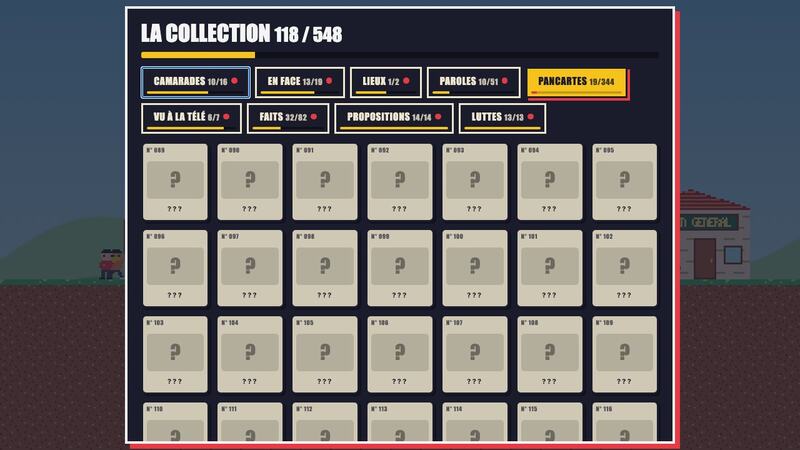 LA COLLECTION 118 / 548
CAMARADES 10/16
EN FACE 13/19
LIEUX 1/2
PAROLES 10/51
PANCARTES 19/344
VU À LA TÉLÉ 6/7
FAITS 32/82
PROPOSITIONS 14/14
LUTTES 13/13
N° 089 N° 090 N° 091 N° 092 N° 093 N° 094 N° 095
? ? ? ? ? ? ?
??? ??? ??? ??? ??? ??? ???
N° 096 N° 097 N° 098 N° 099 N° 100 N° 101 N° 102
? ? ? ? ? ? ?
??? ??? ??? ??? ??? ??? ???
N° 103 N° 104 N° 105 N° 106 N° 107 N° 108 N° 109
? ? ? ? ? ? ?
??? ??? ??? ??? ??? ??? ???
N° 110 N° 111 N° 112 N° 113 N° 114 N° 115 N° 116
? ? ? ? ? ? ?
GENERAL